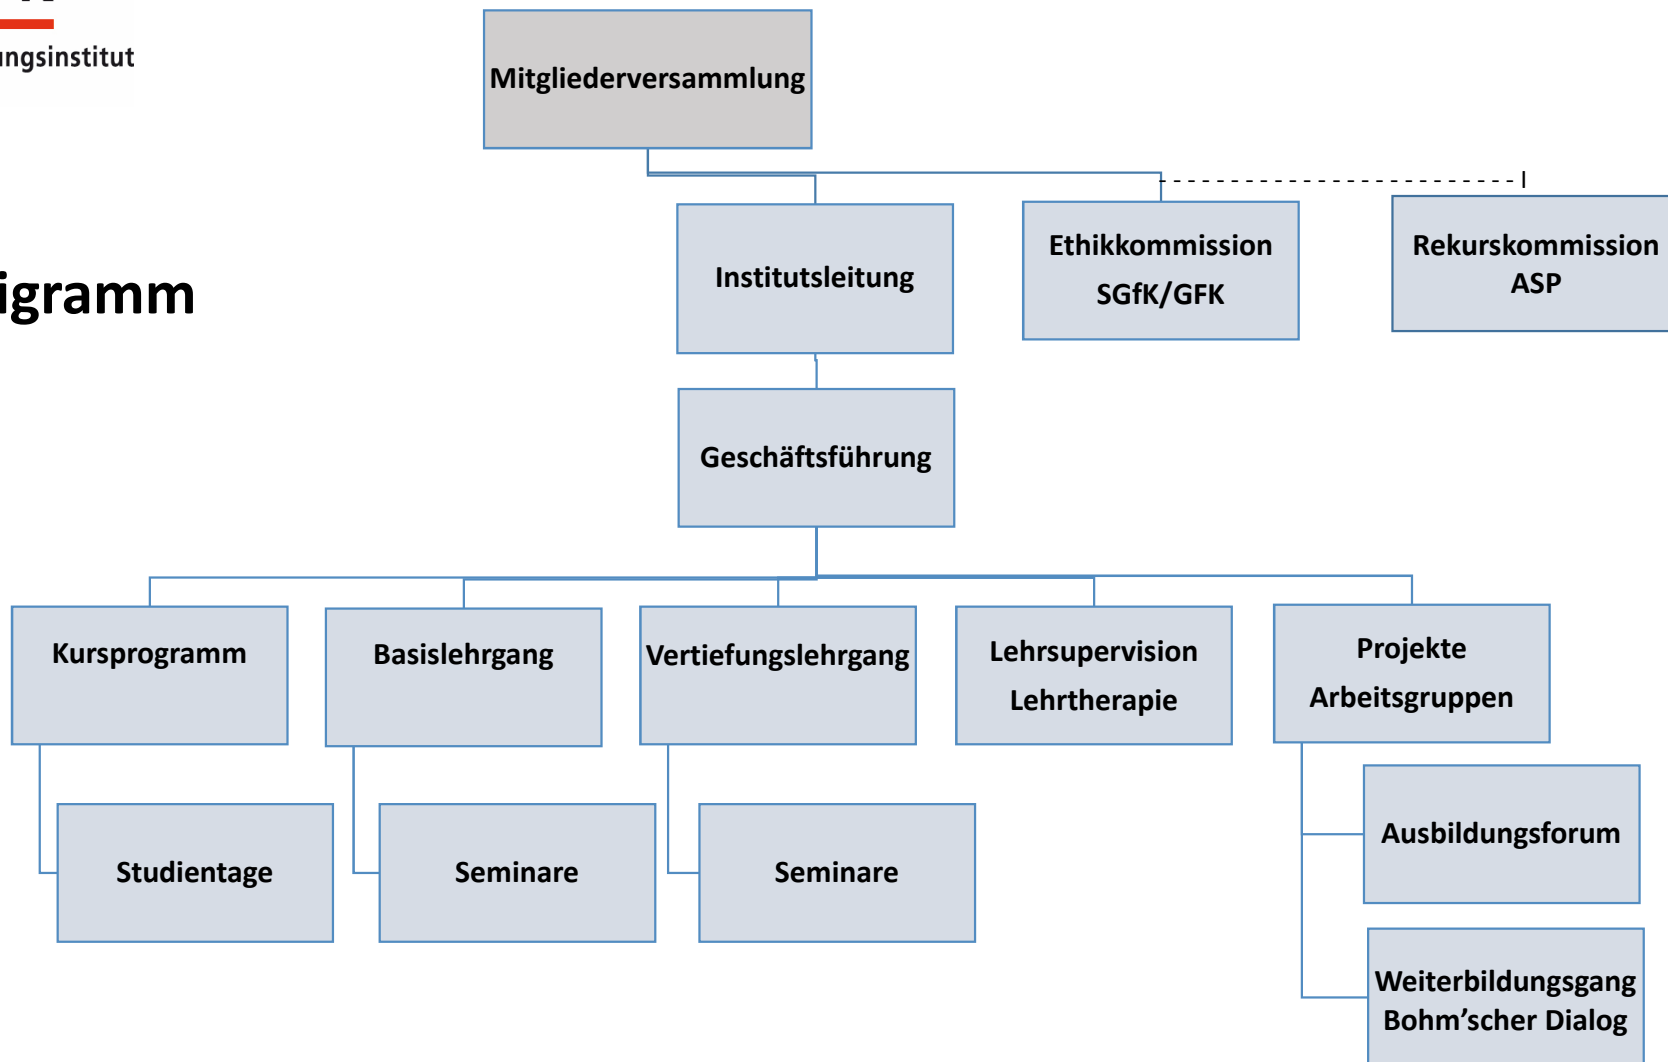 ungsinstitut
Mitgliederversammlung
igramm
Institutsleitung
Ethikkommission
SGfK/GFK
Rekurskommission
ASP
Geschäftsführung
Kursprogramm
Basislehrgang
Vertiefungslehrgang
Lehrsupervision
Lehrtherapie
Projekte
Arbeitsgruppen
Studientage
Seminare
Seminare
Ausbildungsforum
Weiterbildungsgang
Bohm’scher Dialog